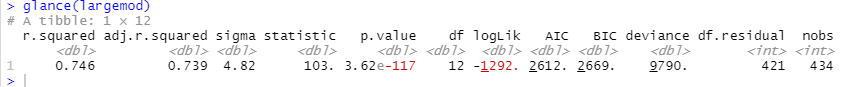 > glance(largemod)
# A tibble: 1 × 12
r.squared adj.r.squared sigma statistic p.value df logLik AIC BIC deviance df.residual nobs
<dbl> <dbl> <dbl> <dbl> <dbl> <dbl> <dbl> <dbl> <dbl> <dbl> <int> <int>
1 0.746 0.739 4.82 103. 3.62e-117 12 -1292. 2612. 2669. 9790. 421 434
>